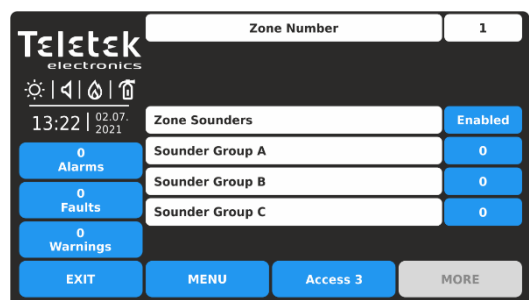 Teletek
electronics
Zone Number 1
13:22 02.07.
2021
Zone Sounders Enabled
0
Alarms
Sounder Group A 0
Sounder Group B 0
0
Faults
Sounder Group C 0
0
Warnings
EXIT MENU Access 3 MORE